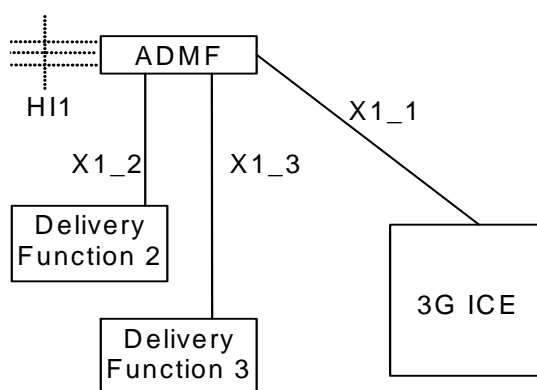 ADMF
HI1
X1_1
X1_2
X1_3
Delivery
Function 2
3G ICE
Delivery
Function 3